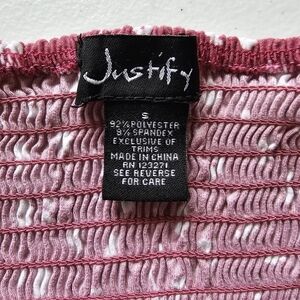 Justify
S
92% POLYESTER
8% SPANDEX
EXCLUSIVE OF
TRIMS
MADE IN CHINA
RN 123271
SEE REVERSE
FOR CARE